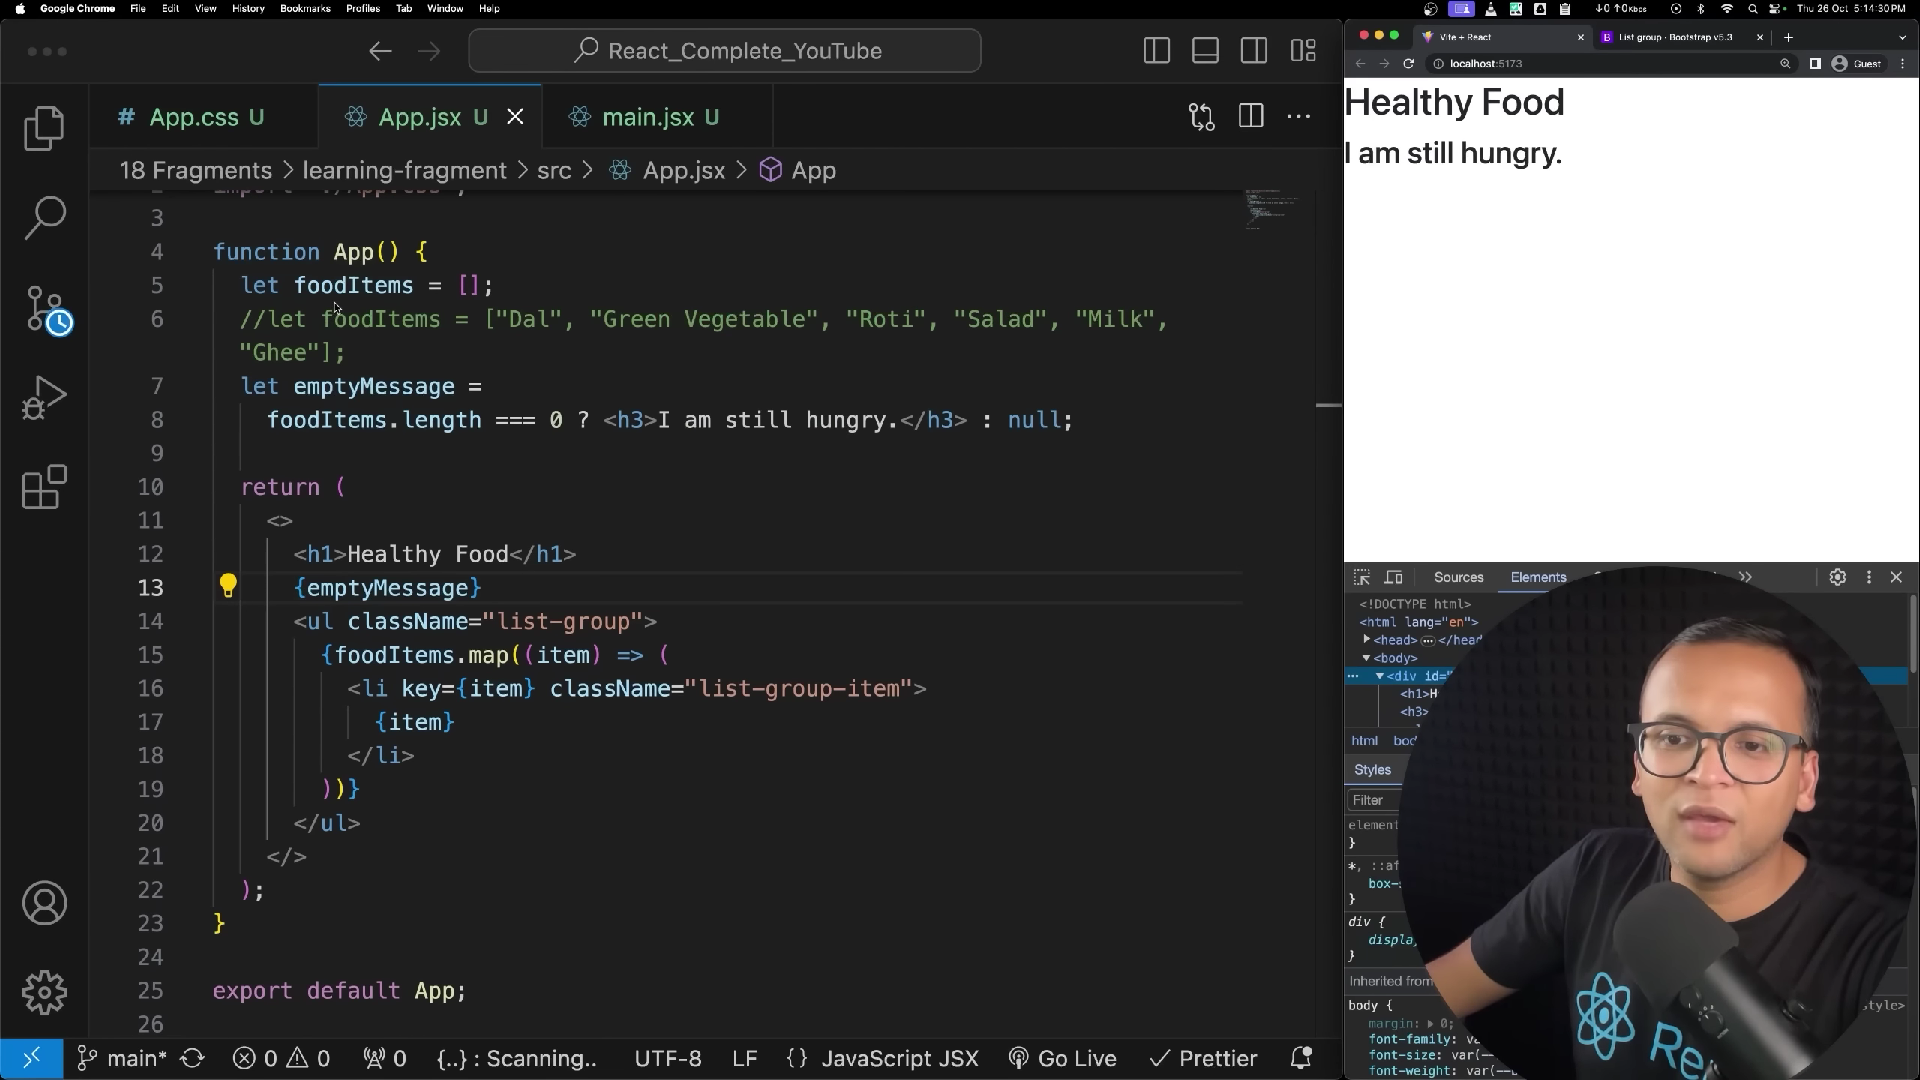 Google Chrome File Edit View History Bookmarks Profiles Tab Window Help
↓0 ↑0Kbps
Thu 26 Oct 5:14:30 PM
React_Complete_YouTube
# App.css U
App.jsx U
main.jsx U
18 Fragments > learning-fragment > src > App.jsx > App
3
4 function App() {
5 let foodItems = [];
6 //let foodItems = ["Dal", "Green Vegetable", "Roti", "Salad", "Milk",
"Ghee"];
7 let emptyMessage =
8 foodItems.length === 0 ? <h3>I am still hungry.</h3> : null;
9
10 return (
11 <>
12 <h1>Healthy Food</h1>
13 {emptyMessage}
14 <ul className="list-group">
15 {foodItems.map((item) => (
16 <li key={item} className="list-group-item">
17 {item}
18 </li>
19 ))}
20 </ul>
21 </>
22 );
23 }
24
25 export default App;
26
main* 0 0 0 {..} : Scanning.. UTF-8 LF {} JavaScript JSX Go Live Prettier
Vite + React
List group · Bootstrap v5.3
localhost:5173
Guest
Healthy Food
I am still hungry.
Sources Elements
<!DOCTYPE html>
<html lang="en">
<head> </head
<body>
<div id="
<h1>H
<h3>
html
Styles
Filter
element
}
*, ::af
box-s
}
div {
displa
}
Inherited from
body {
style>
margin: 0;
font-family: va
font-size: var(--
font-weight: var(--
Re